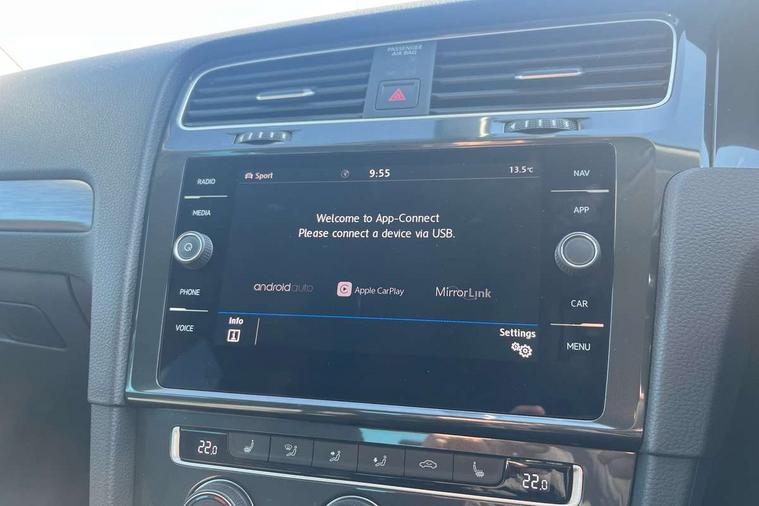 PASSENGER
AIR BAG
RADIO
MEDIA
PHONE
VOICE
Sport
9:55
13.5°C
Welcome to App-Connect
Please connect a device via USB.
androidauto
Apple CarPlay
MirrorLink
Info
Settings
NAV
APP
CAR
MENU
22.0
22.0